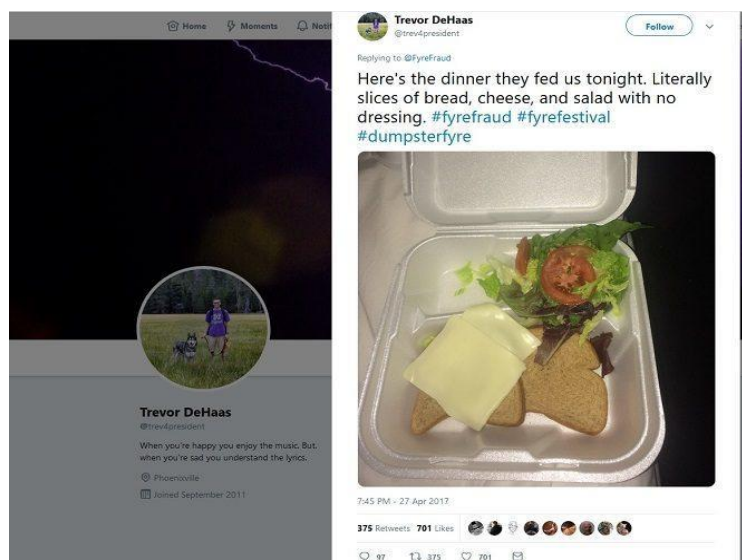 Home
Moments
Notif
Trevor DeHaas
@trev4president
When you're happy you enjoy the music. But
when you're sad you understand the lyrics.
Phoenixville
Joined September 2011
Trevor DeHaas
@trev4president
Follow
Replying to @FyreFraud
Here's the dinner they fed us tonight. Literally
slices of bread, cheese, and salad with no
dressing. #fyrefraud #fyrefestival
#dumpsterfyre
7:45 PM - 27 Apr 2017
375 Retweets 701 Likes
97 375 701